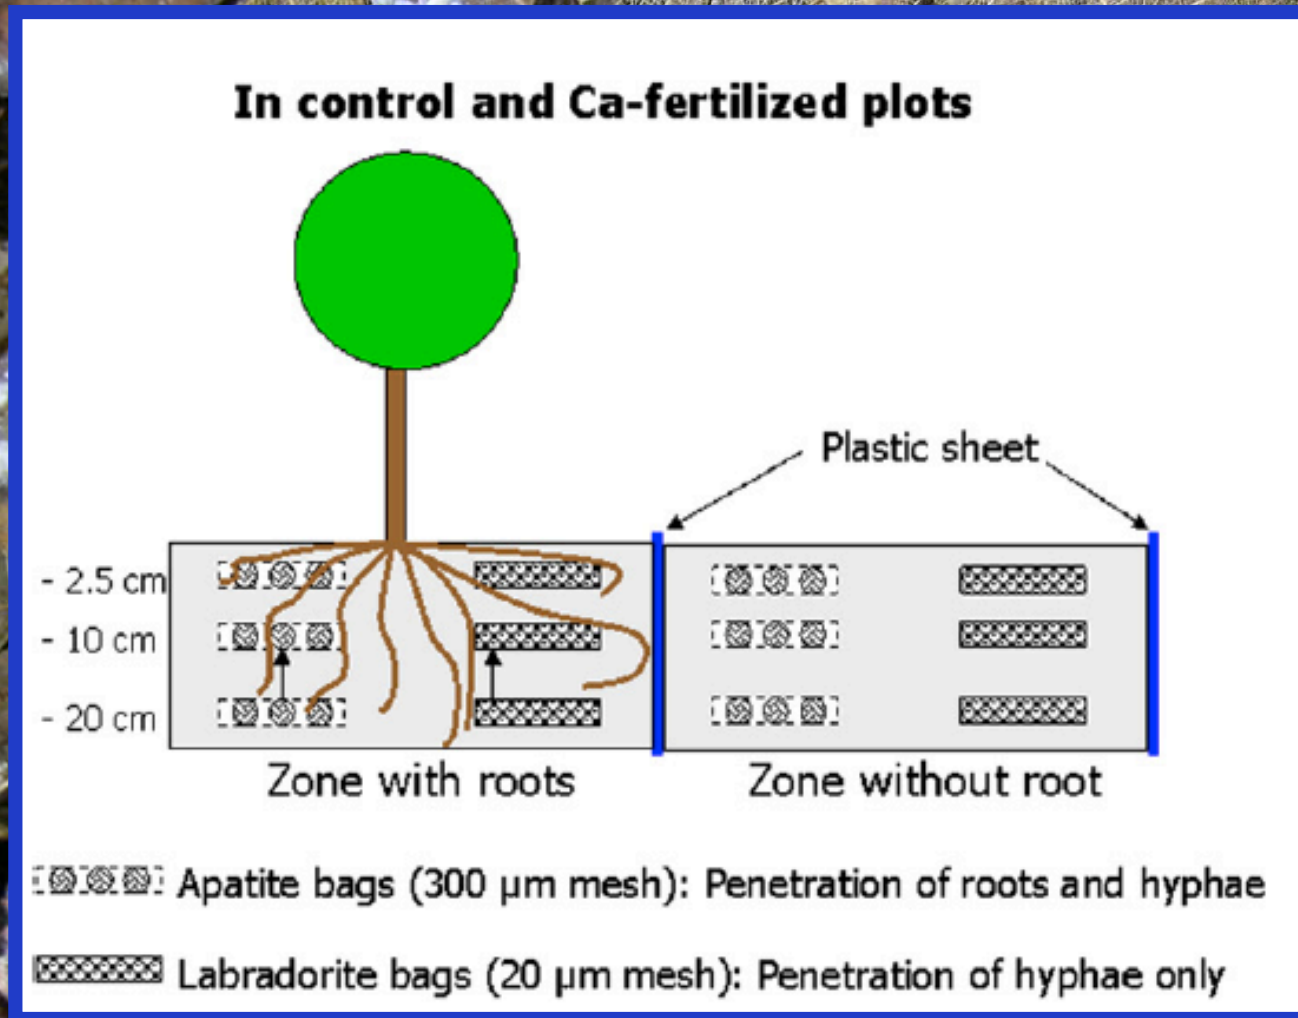 In control and Ca-fertilized plots
Plastic sheet
- 2.5 cm
- 10 cm
- 20 cm
Zone with roots
Zone without root
Apatite bags (300 µm mesh): Penetration of roots and hyphae
Labradorite bags (20 µm mesh): Penetration of hyphae only